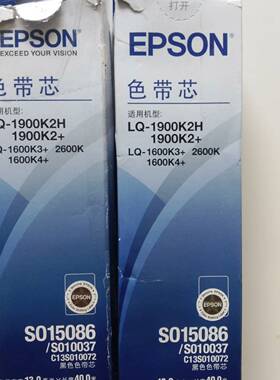 打开
EPSON
EXCEED YOUR VISION
色带芯
适用机型:
Q-1900K2H
1900K2+
Q-1600K3+ 2600K
1600K4+
EPSON
S015086
/S010037
C13S010072
黑色色带芯
EPSON
色带芯
适用机型:
LQ-1900K2H
1900K2+
LQ-1600K3+ 2600K
1600K4+
EPSON
S015086
/S010037
C13S010072
黑色色带芯